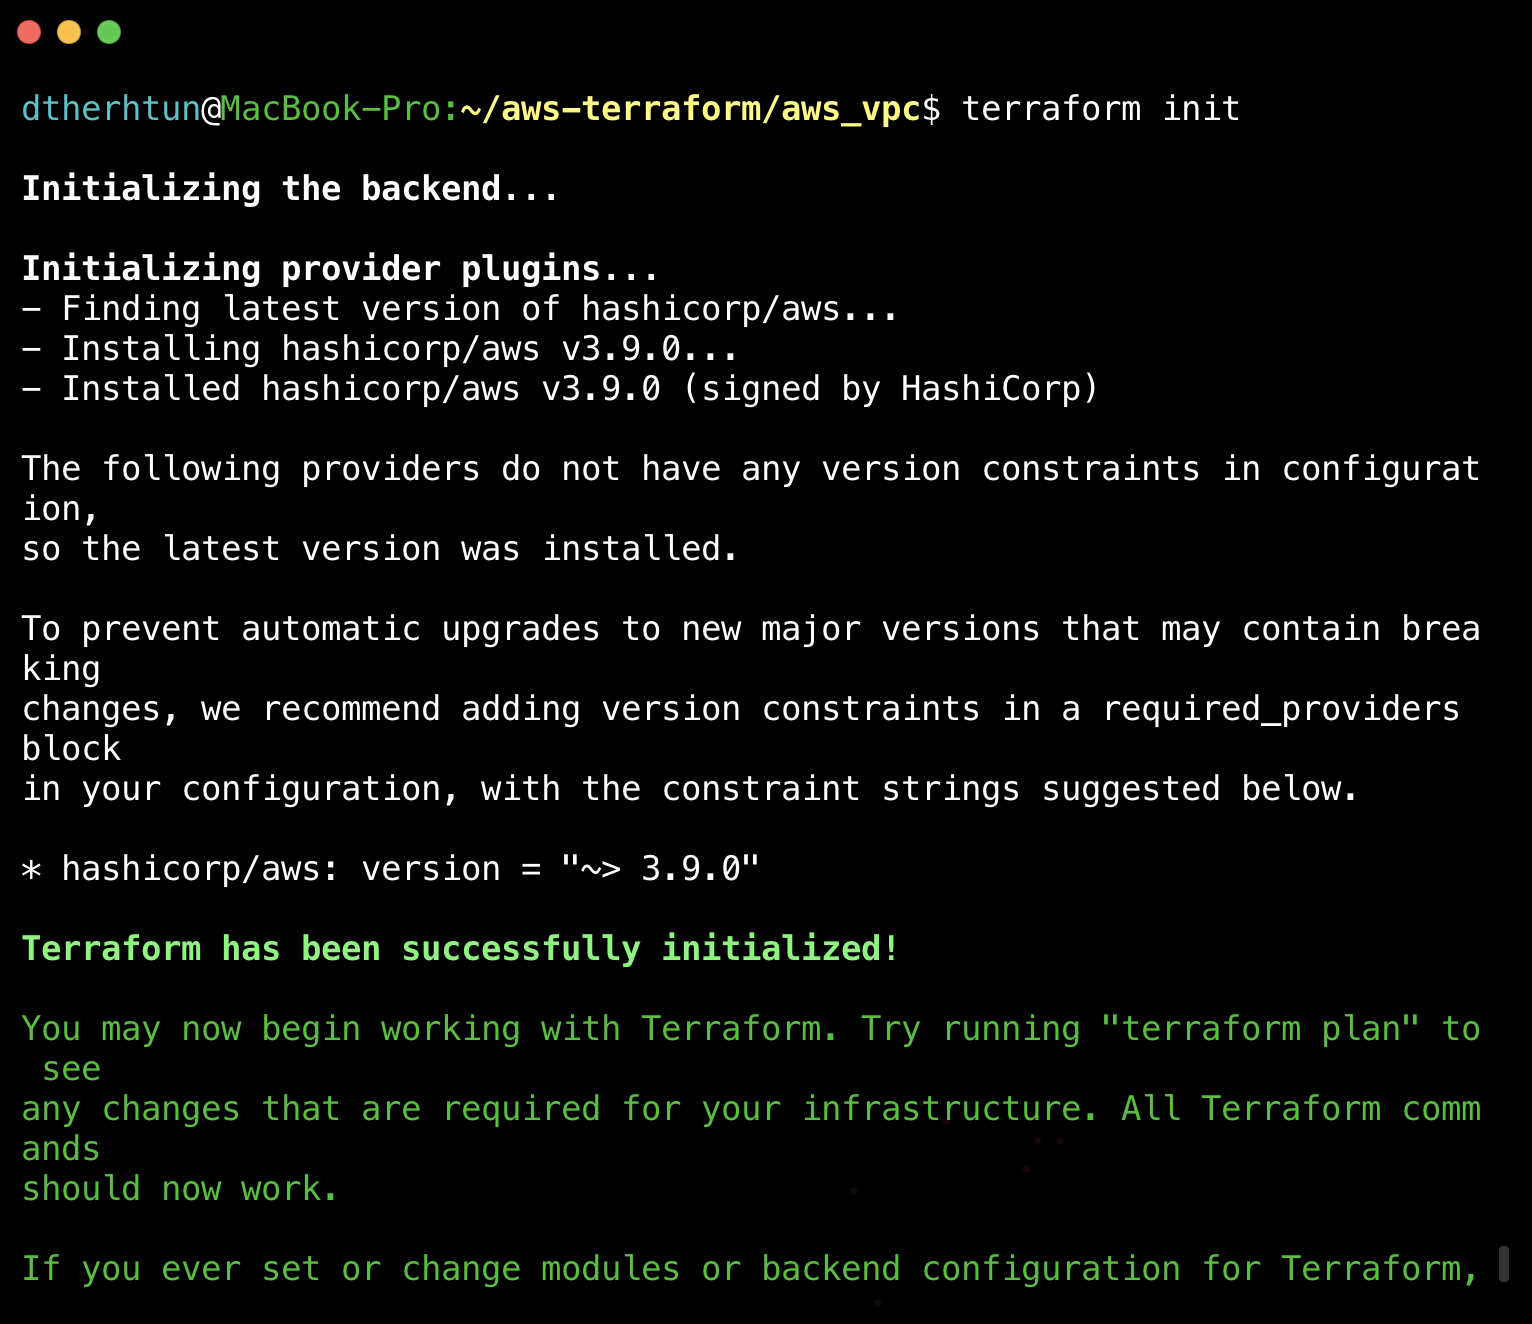 dtherhtun@MacBook-Pro:~/aws-terraform/aws_vpc$ terraform init
Initializing the backend...
Initializing provider plugins...
- Finding latest version of hashicorp/aws...
- Installing hashicorp/aws v3.9.0...
- Installed hashicorp/aws v3.9.0 (signed by HashiCorp)
The following providers do not have any version constraints in configurat
ion,
so the latest version was installed.
To prevent automatic upgrades to new major versions that may contain brea
king
changes, we recommend adding version constraints in a required_providers
block
in your configuration, with the constraint strings suggested below.
* hashicorp/aws: version = "~> 3.9.0"
Terraform has been successfully initialized!
You may now begin working with Terraform. Try running "terraform plan" to
 see
any changes that are required for your infrastructure. All Terraform comm
ands
should now work.
If you ever set or change modules or backend configuration for Terraform,